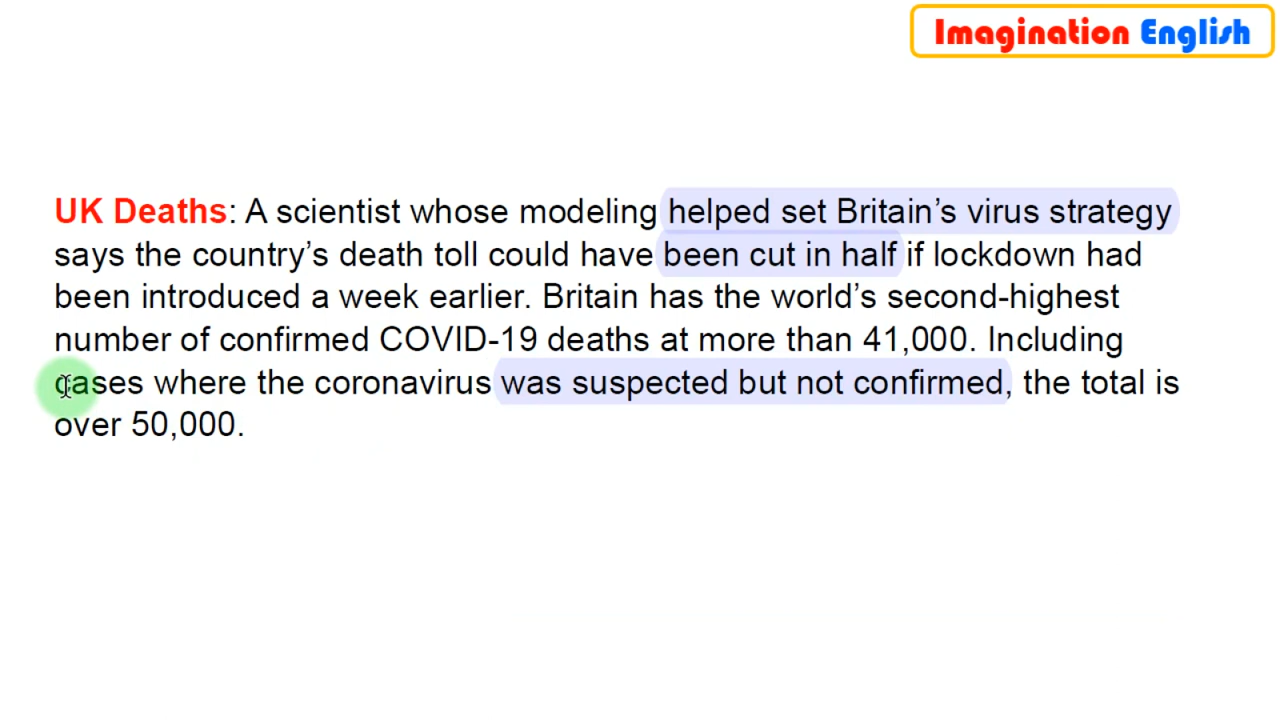 Imagination English
UK Deaths: A scientist whose modeling helped set Britain’s virus strategy
says the country’s death toll could have been cut in half if lockdown had
been introduced a week earlier. Britain has the world’s second-highest
number of confirmed COVID-19 deaths at more than 41,000. Including
cases where the coronavirus was suspected but not confirmed, the total is
over 50,000.